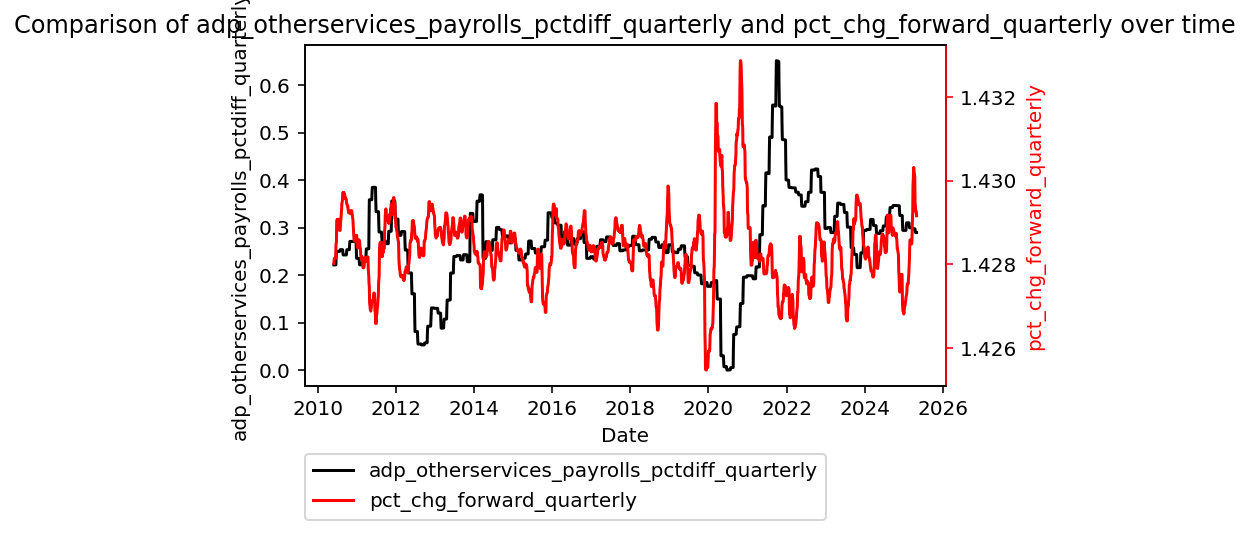 Comparison of adp_otherservices_payrolls_pctdiff_quarterly and pct_chg_forward_quarterly over time
adp_otherservices_payrolls_pctdiff_quarterly
0.6
0.5
0.4
0.3
0.2
0.1
0.0
1.432
1.430
1.428
1.426
pct_chg_forward_quarterly
2010 2012 2014 2016 2018 2020 2022 2024 2026
Date
adp_otherservices_payrolls_pctdiff_quarterly
pct_chg_forward_quarterly